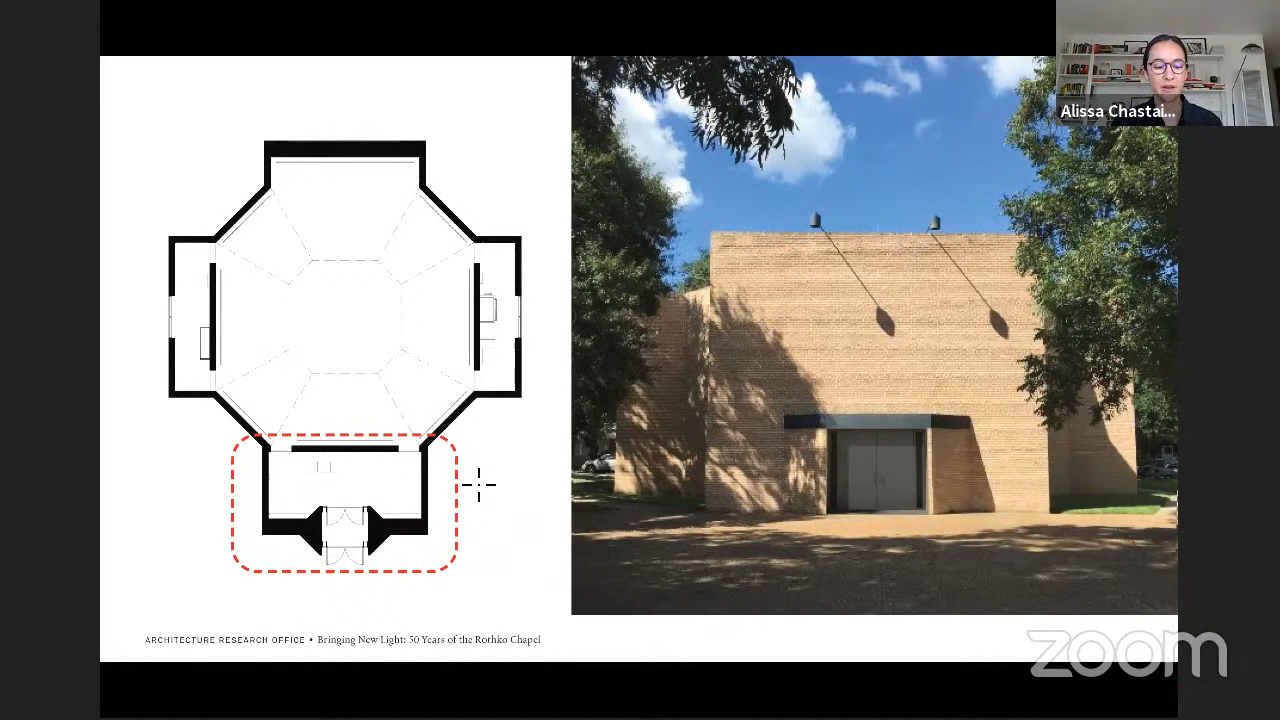 Alissa Chastai...
ARCHITECTURE RESEARCH OFFICE • Bringing New Light: 50 Years of the Rothko Chapel
zoom